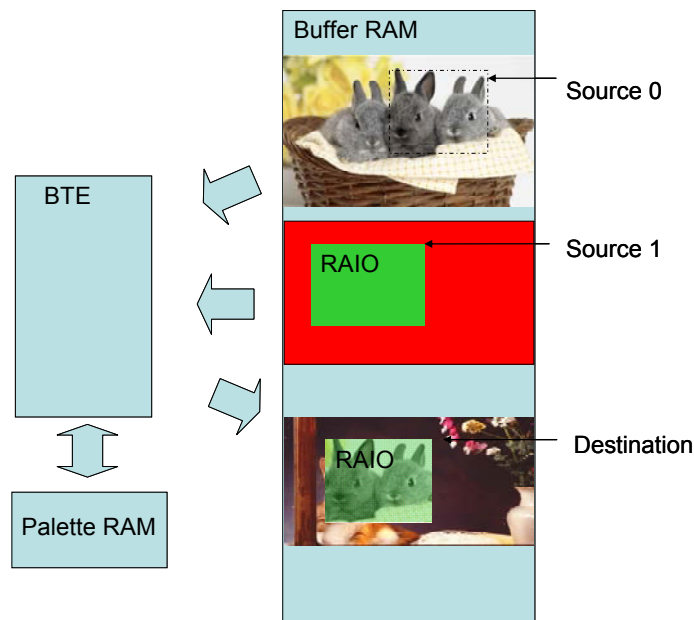 Buffer RAM
Source 0
BTE
RAIO
Source 1
RAIO
Destination
Palette RAM